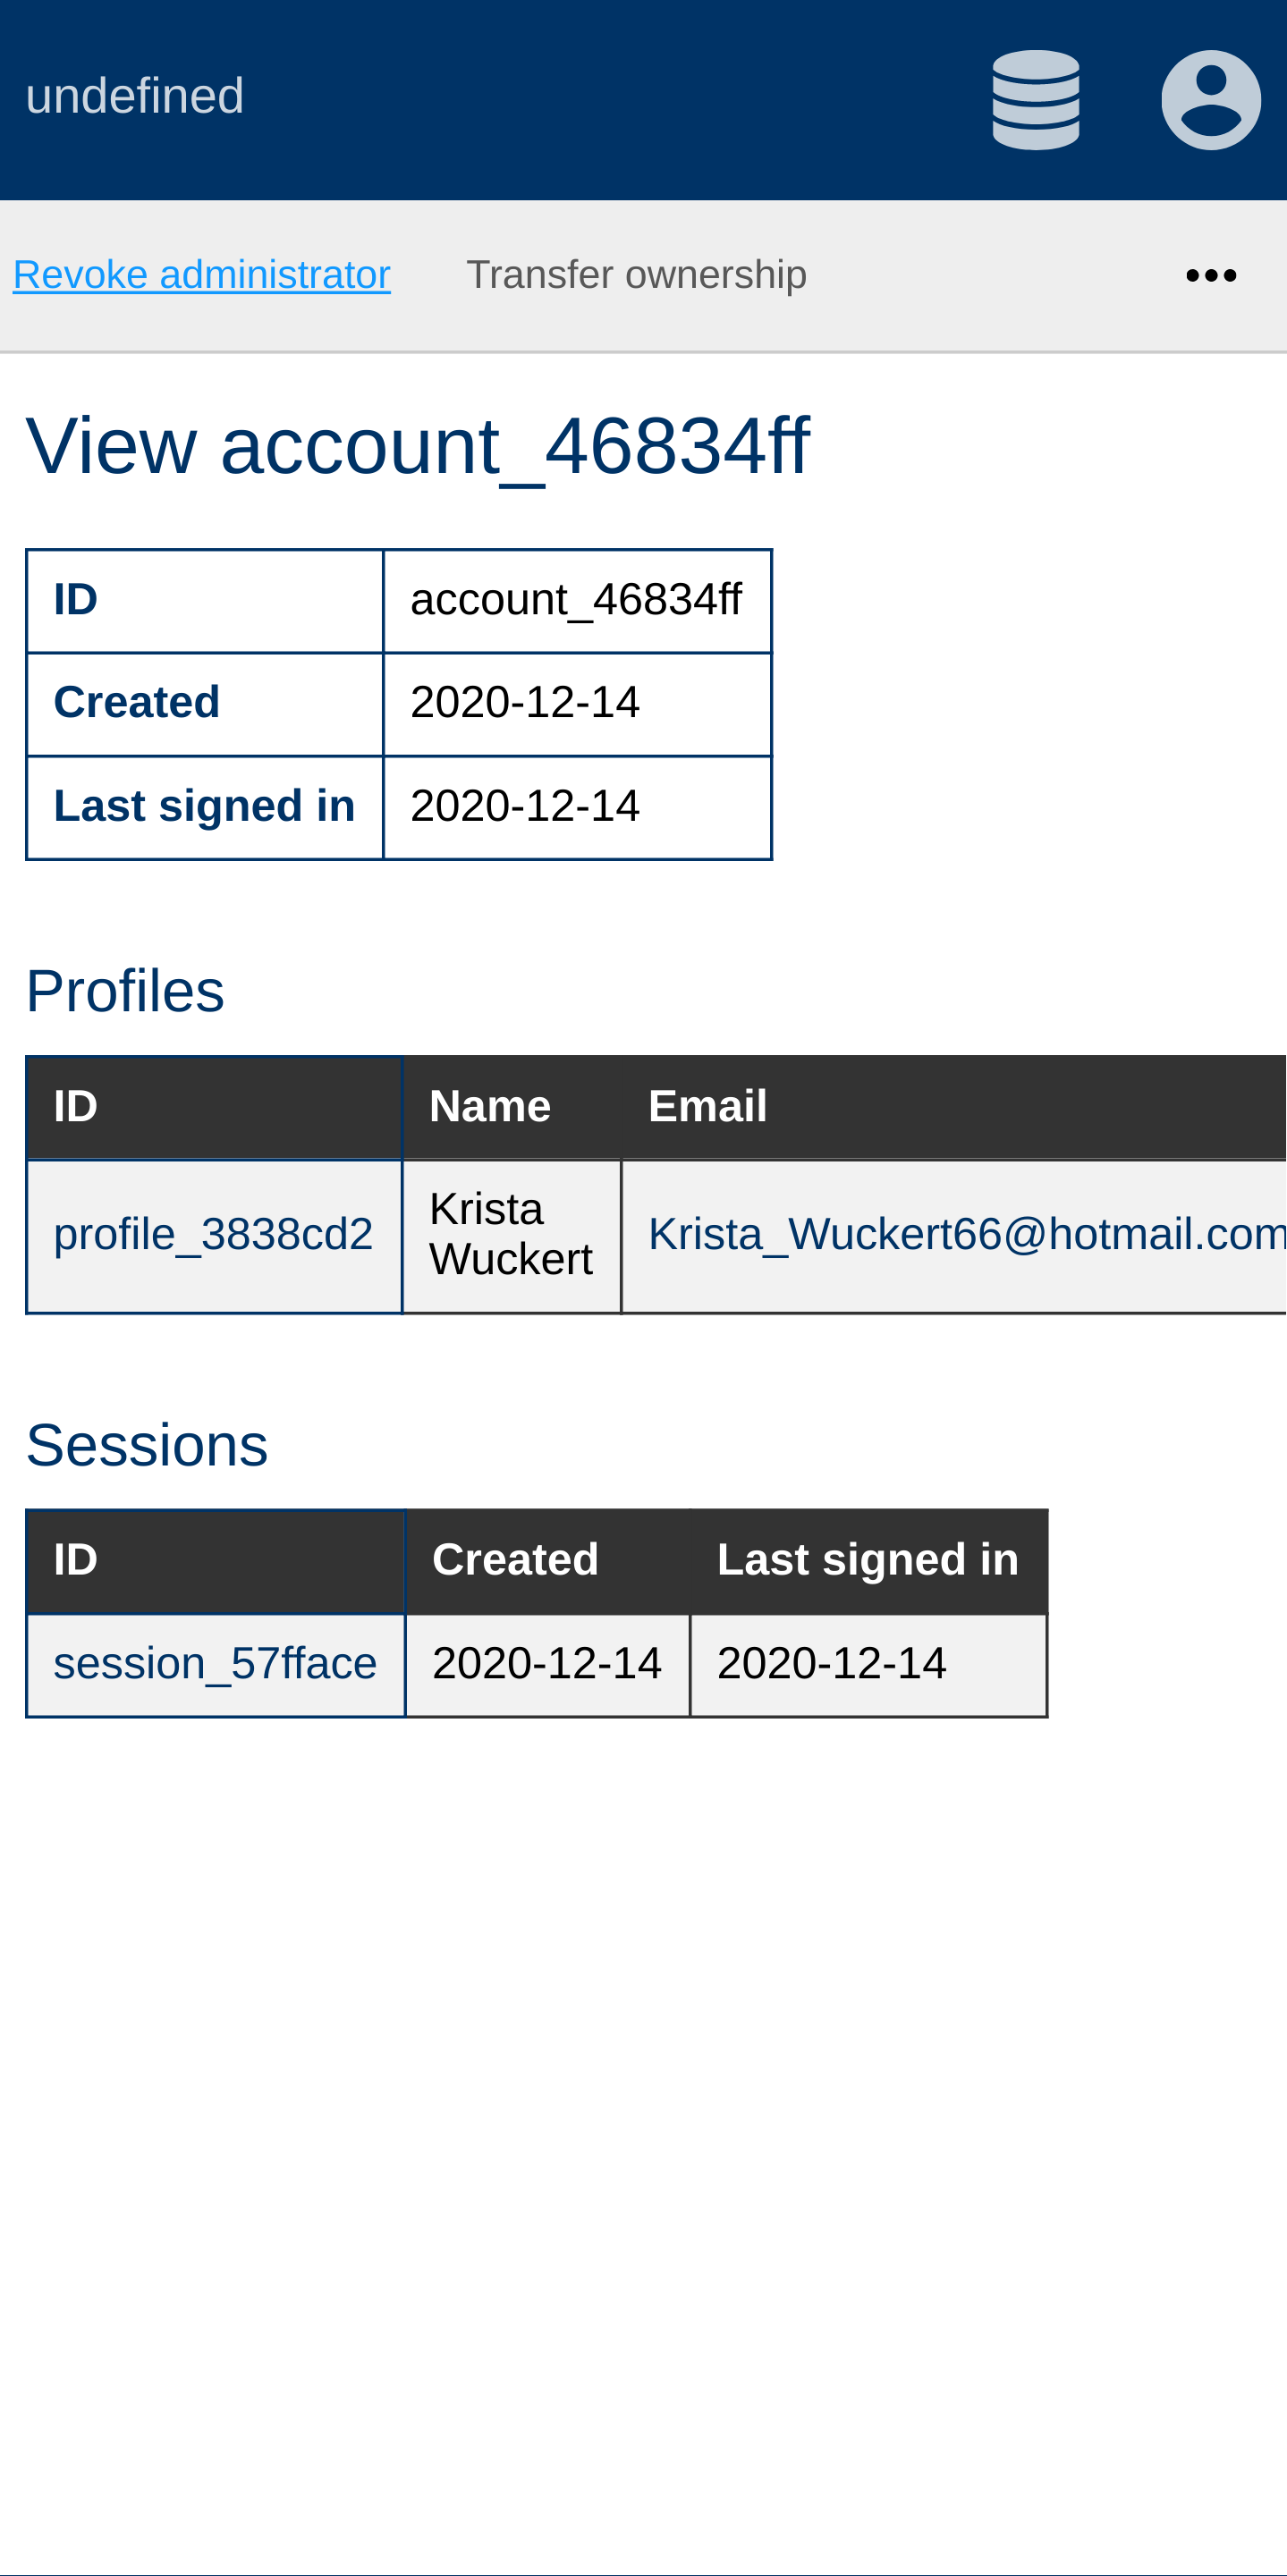 undefined
Revoke administrator Transfer ownership •••
View account_46834ff
ID account_46834ff
Created 2020-12-14
Last signed in 2020-12-14
Profiles
ID Name Email
profile_3838cd2 Krista Wuckert Krista_Wuckert66@hotmail.com
Sessions
ID Created Last signed in
session_57fface 2020-12-14 2020-12-14